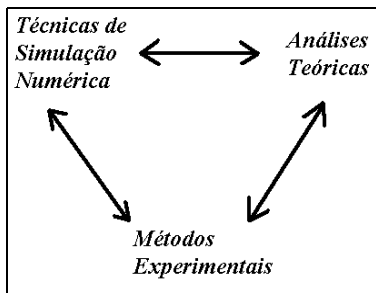 Técnicas de
Simulação
Numérica
Análises
Teóricas
Métodos
Experimentais